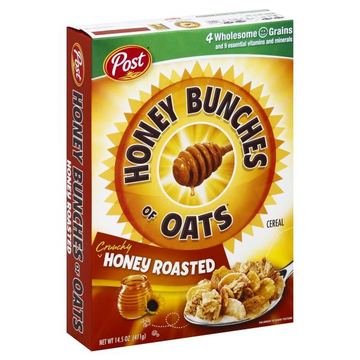 4 Wholesome Grains
and 9 essential vitamins and minerals
Post
HONEY BUNCHES
OF OATS
CEREAL
Crunchy
HONEY ROASTED
NET WT 14.5 OZ (411g)
Post
HONEY BUNCHES OF OATS
HONEY ROASTED